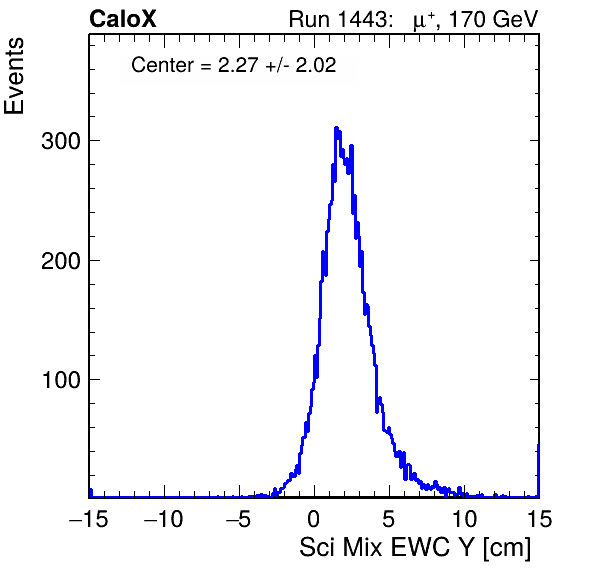 CaloX Run 1443: μ⁺, 170 GeV
Center = 2.27 +/- 2.02
Events
300
200
100
−15 −10 −5 0 5 10 15
Sci Mix EWC Y [cm]